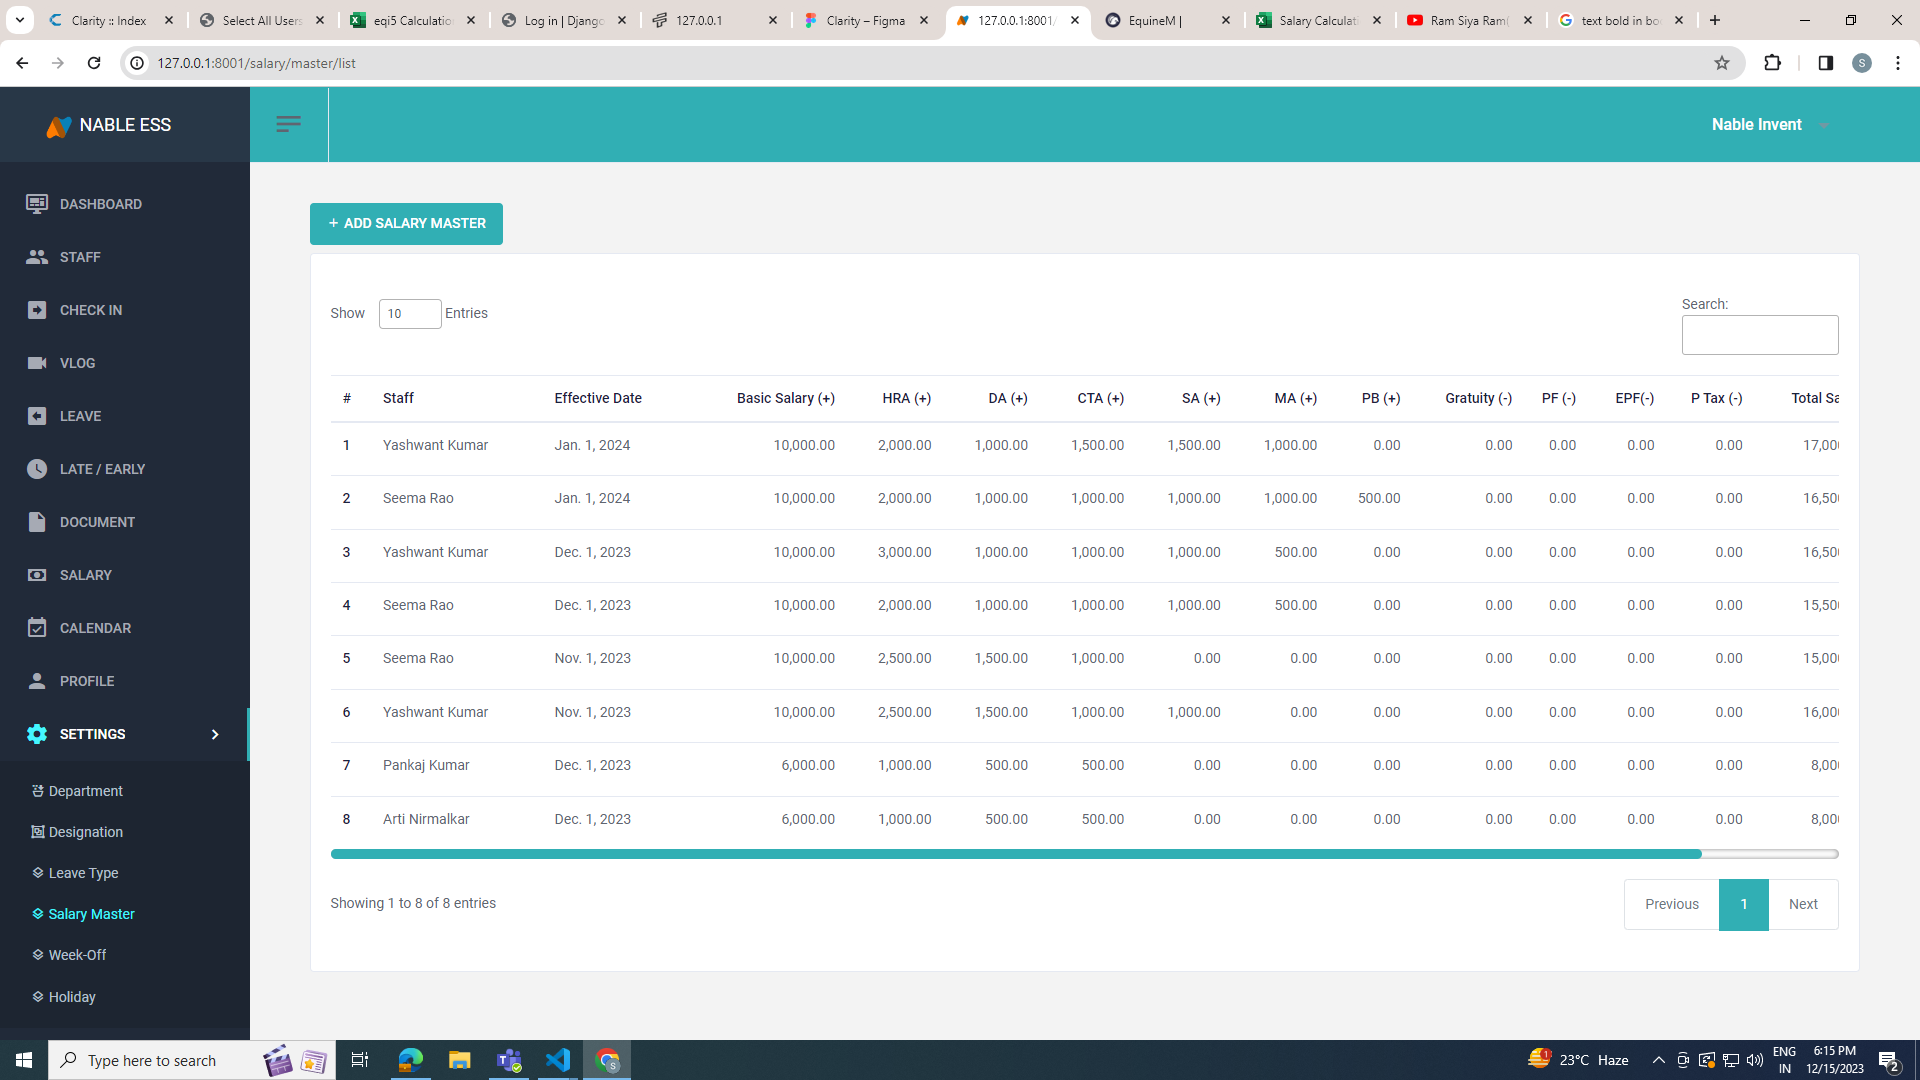 Clarity :: Index
Select All Users
eqi5 Calculatio
Log in | Django
127.0.0.1
Clarity – Figma
127.0.0.1:8001/
EquineM |
Salary Calculati
Ram Siya Ram(
text bold in bo
127.0.0.1:8001/salary/master/list
S
NABLE ESS
Nable Invent
DASHBOARD
STAFF
CHECK IN
VLOG
LEAVE
LATE / EARLY
DOCUMENT
SALARY
CALENDAR
PROFILE
SETTINGS
Department
Designation
Leave Type
Salary Master
Week-Off
Holiday
+ ADD SALARY MASTER
Show 10 Entries
Search:
# Staff Effective Date Basic Salary (+) HRA (+) DA (+) CTA (+) SA (+) MA (+) PB (+) Gratuity (-) PF (-) EPF(-) P Tax (-) Total Sa
1 Yashwant Kumar Jan. 1, 2024 10,000.00 2,000.00 1,000.00 1,500.00 1,500.00 1,000.00 0.00 0.00 0.00 0.00 0.00 17,00
2 Seema Rao Jan. 1, 2024 10,000.00 2,000.00 1,000.00 1,000.00 1,000.00 1,000.00 500.00 0.00 0.00 0.00 0.00 16,50
3 Yashwant Kumar Dec. 1, 2023 10,000.00 3,000.00 1,000.00 1,000.00 1,000.00 500.00 0.00 0.00 0.00 0.00 0.00 16,50
4 Seema Rao Dec. 1, 2023 10,000.00 2,000.00 1,000.00 1,000.00 1,000.00 500.00 0.00 0.00 0.00 0.00 0.00 15,50
5 Seema Rao Nov. 1, 2023 10,000.00 2,500.00 1,500.00 1,000.00 0.00 0.00 0.00 0.00 0.00 0.00 0.00 15,00
6 Yashwant Kumar Nov. 1, 2023 10,000.00 2,500.00 1,500.00 1,000.00 1,000.00 0.00 0.00 0.00 0.00 0.00 0.00 16,00
7 Pankaj Kumar Dec. 1, 2023 6,000.00 1,000.00 500.00 500.00 0.00 0.00 0.00 0.00 0.00 0.00 0.00 8,00
8 Arti Nirmalkar Dec. 1, 2023 6,000.00 1,000.00 500.00 500.00 0.00 0.00 0.00 0.00 0.00 0.00 0.00 8,00
Showing 1 to 8 of 8 entries
Previous 1 Next
Type here to search
1
23°C Haze
ENG
IN
6:15 PM
12/15/2023
2